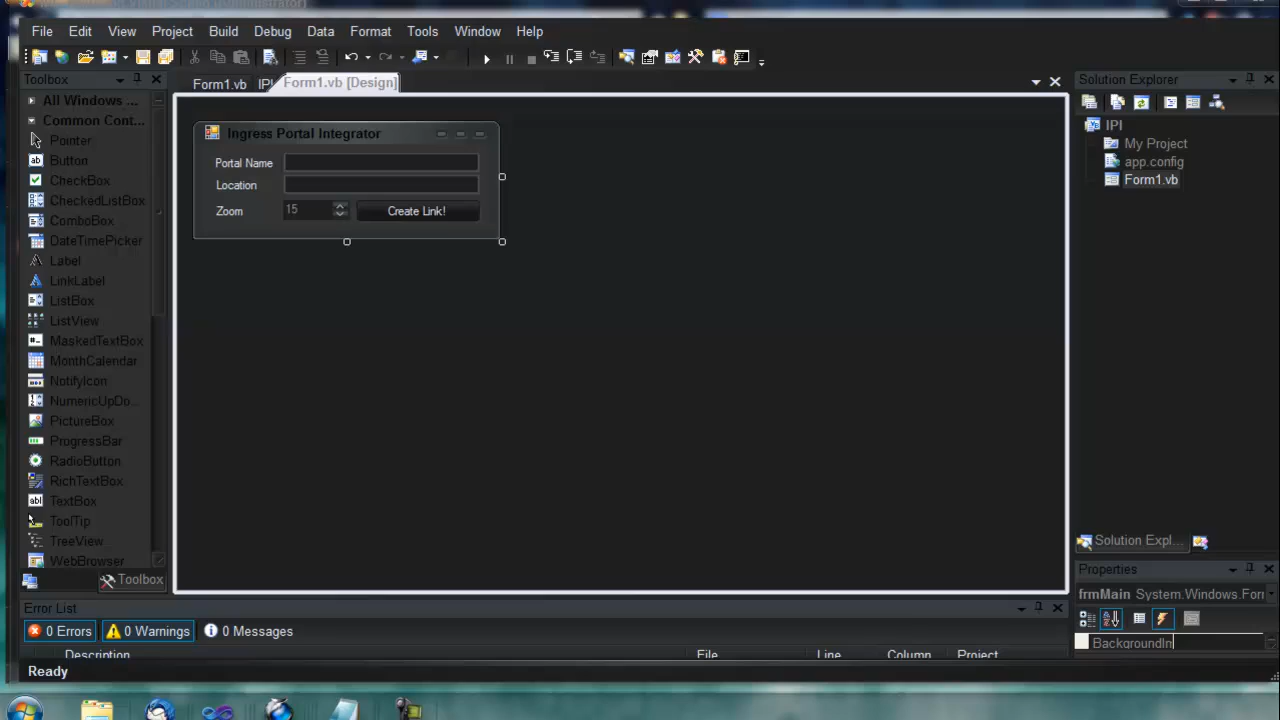 File Edit View Project Build Debug Data Format Tools Window Help
Toolbox
Form1.vb
Form1.vb [Design]
Solution Explorer
All Windows ...
Common Cont...
Pointer
Button
CheckBox
CheckedListBox
ComboBox
DateTimePicker
Label
LinkLabel
ListBox
ListView
MaskedTextBox
MonthCalendar
NotifyIcon
NumericUpDo...
PictureBox
ProgressBar
RadioButton
RichTextBox
TextBox
ToolTip
TreeView
WebBrowser
Toolbox
Ingress Portal Integrator
Portal Name
Location
Zoom 15 Create Link!
IPI
My Project
app.config
Form1.vb
Solution Expl...
Properties
frmMain System.Windows.Forr
BackgroundIn
Error List
0 Errors 0 Warnings 0 Messages
Description File Line Column Project
Ready